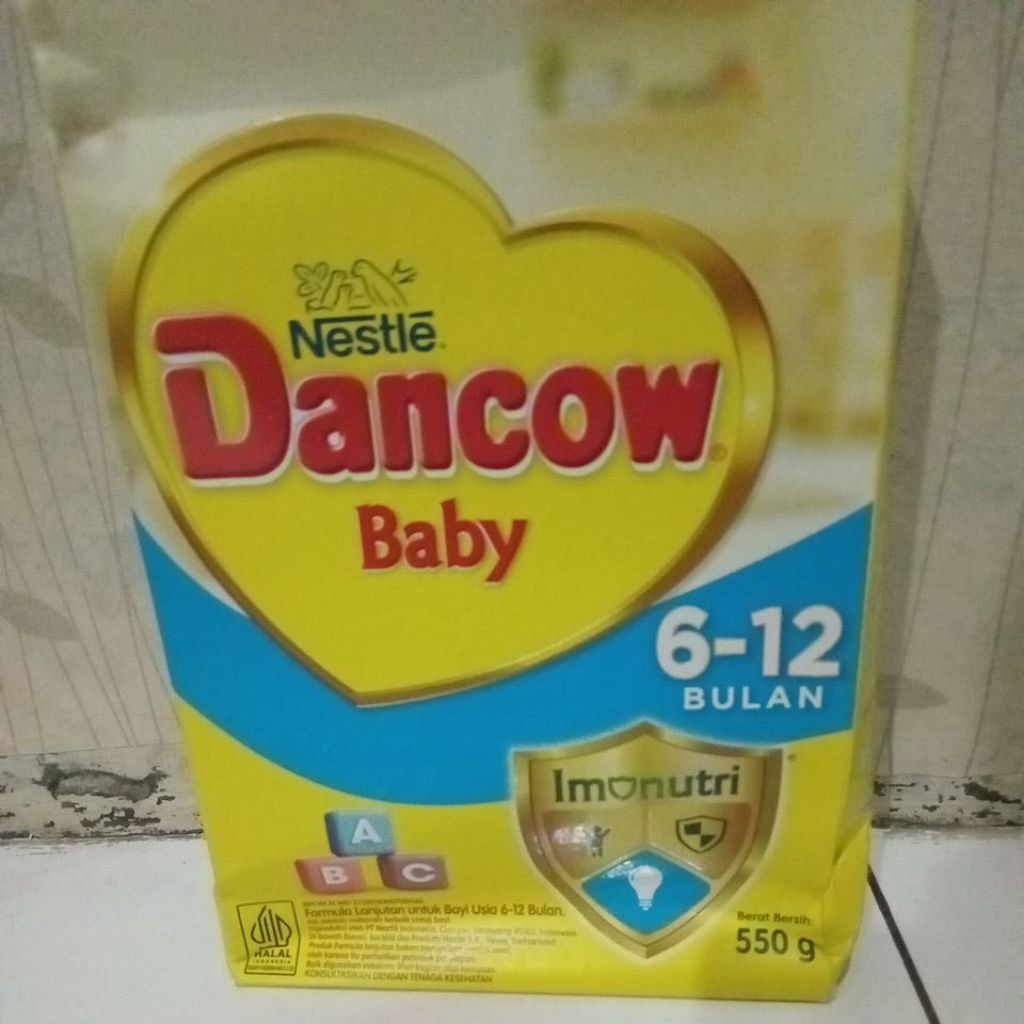 Nestlé
Dancow
Baby
6-12
BULAN
Imunutri
A
B C
Formula Lanjutan untuk Bayi Usia 6-12 Bulan.
KONSULTASIKAN DENGAN TENAGA KESEHATAN
HALAL
INDONESIA
Berat Bersih:
550 g